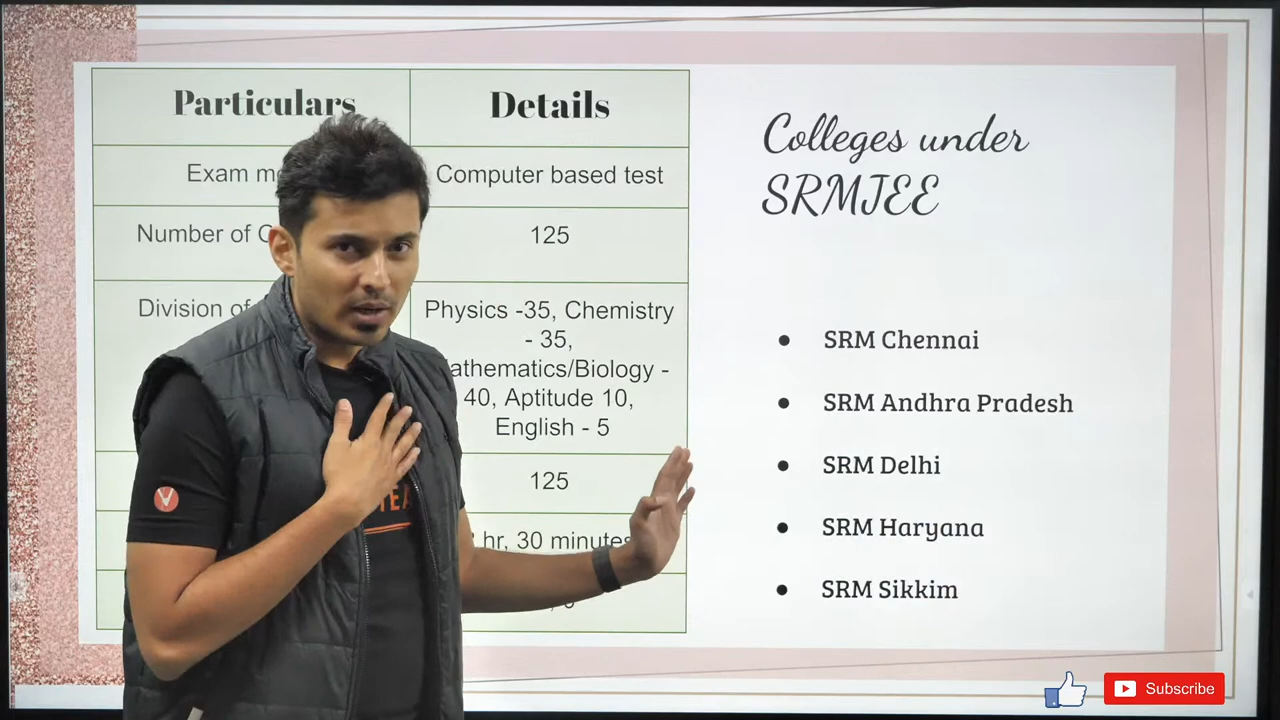 Particulars
Details
Exam
Computer based test
Number of
125
Division of
Physics -35, Chemistry
- 35,
/Biology -
40, Aptitude 10,
English - 5
125
hr, 30 minutes
Colleges under
SRMJEE
● SRM Chennai
● SRM Andhra Pradesh
● SRM Delhi
● SRM Haryana
● SRM Sikkim
Subscribe